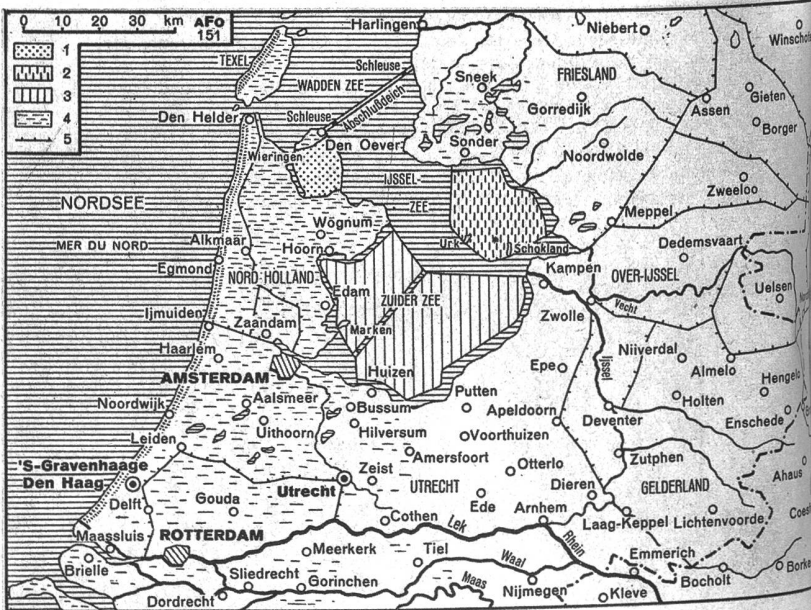 0 10 20 30 km
AFO
151
1
2
3
4
5
Harlingen
Niebert
TEXEL
Schleuse
WADDEN ZEE
Sneek
FRIESLAND
Gieten
Abschlußdeich
Gorredijk
Assen
Den Helder
Schleuse
Borger
Den Oever
Sonder
Noordwolde
Wieringen
IJSSEL-
ZEE
Zweeloo
NORDSEE
Meppel
Wognum
MER DU NORD
Alkmaar
Hoorn
Urk
Schokland
Dedemsvaart
Egmond
NORD-HOLLAND
Kampen
OVER-IJSSEL
Edam
ZUIDER ZEE
Uelsen
Vecht
Ijmuiden
Zaandam
Marken
Zwolle
Haarlem
Nijverdal
Ijssel
AMSTERDAM
Huizen
Epe
Almelo
Hengelo
Noordwijk
Aalsmeer
Bussum
Putten
Holten
Apeldoorn
Deventer
Enschede
Uithoorn
Hilversum
Voorthuizen
Leiden
Amersfoort
Zutphen
'S-Gravenhaage
Den Haag
Zeist
Otterlo
Ahaus
Utrecht
UTRECHT
Dieren
GELDERLAND
Gouda
Ede
Delft
Cothen
Lek
Arnhem
Laag-Keppel
Lichtenvoorde
Maassluis
ROTTERDAM
Rhein
Meerkerk
Tiel
Waal
Emmerich
Brielle
Sliedrecht
Gorinchen
Maas
Nijmegen
Bocholt
Dordrecht
Kleve